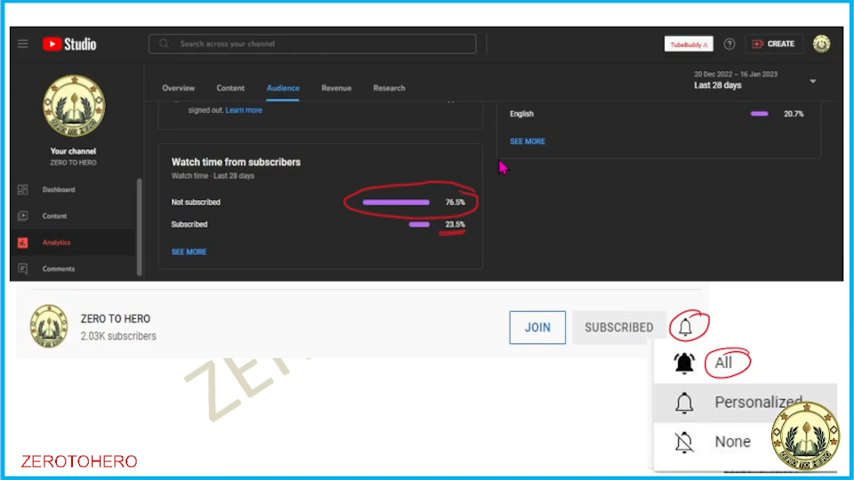 Studio
Search across your channel
TubeBuddy
CREATE
Overview Content Audience Revenue Research
20 Dec 2022 – 16 Jan 2023
Last 28 days
signed out. Learn more
English 20.7%
SEE MORE
Your channel
ZERO TO HERO
Dashboard
Content
Analytics
Comments
Watch time from subscribers
Watch time · Last 28 days
Not subscribed 76.5%
Subscribed 23.5%
SEE MORE
ZERO TO HERO
2.03K subscribers
JOIN
SUBSCRIBED
All
Personalized
None
ZEROTOHERO